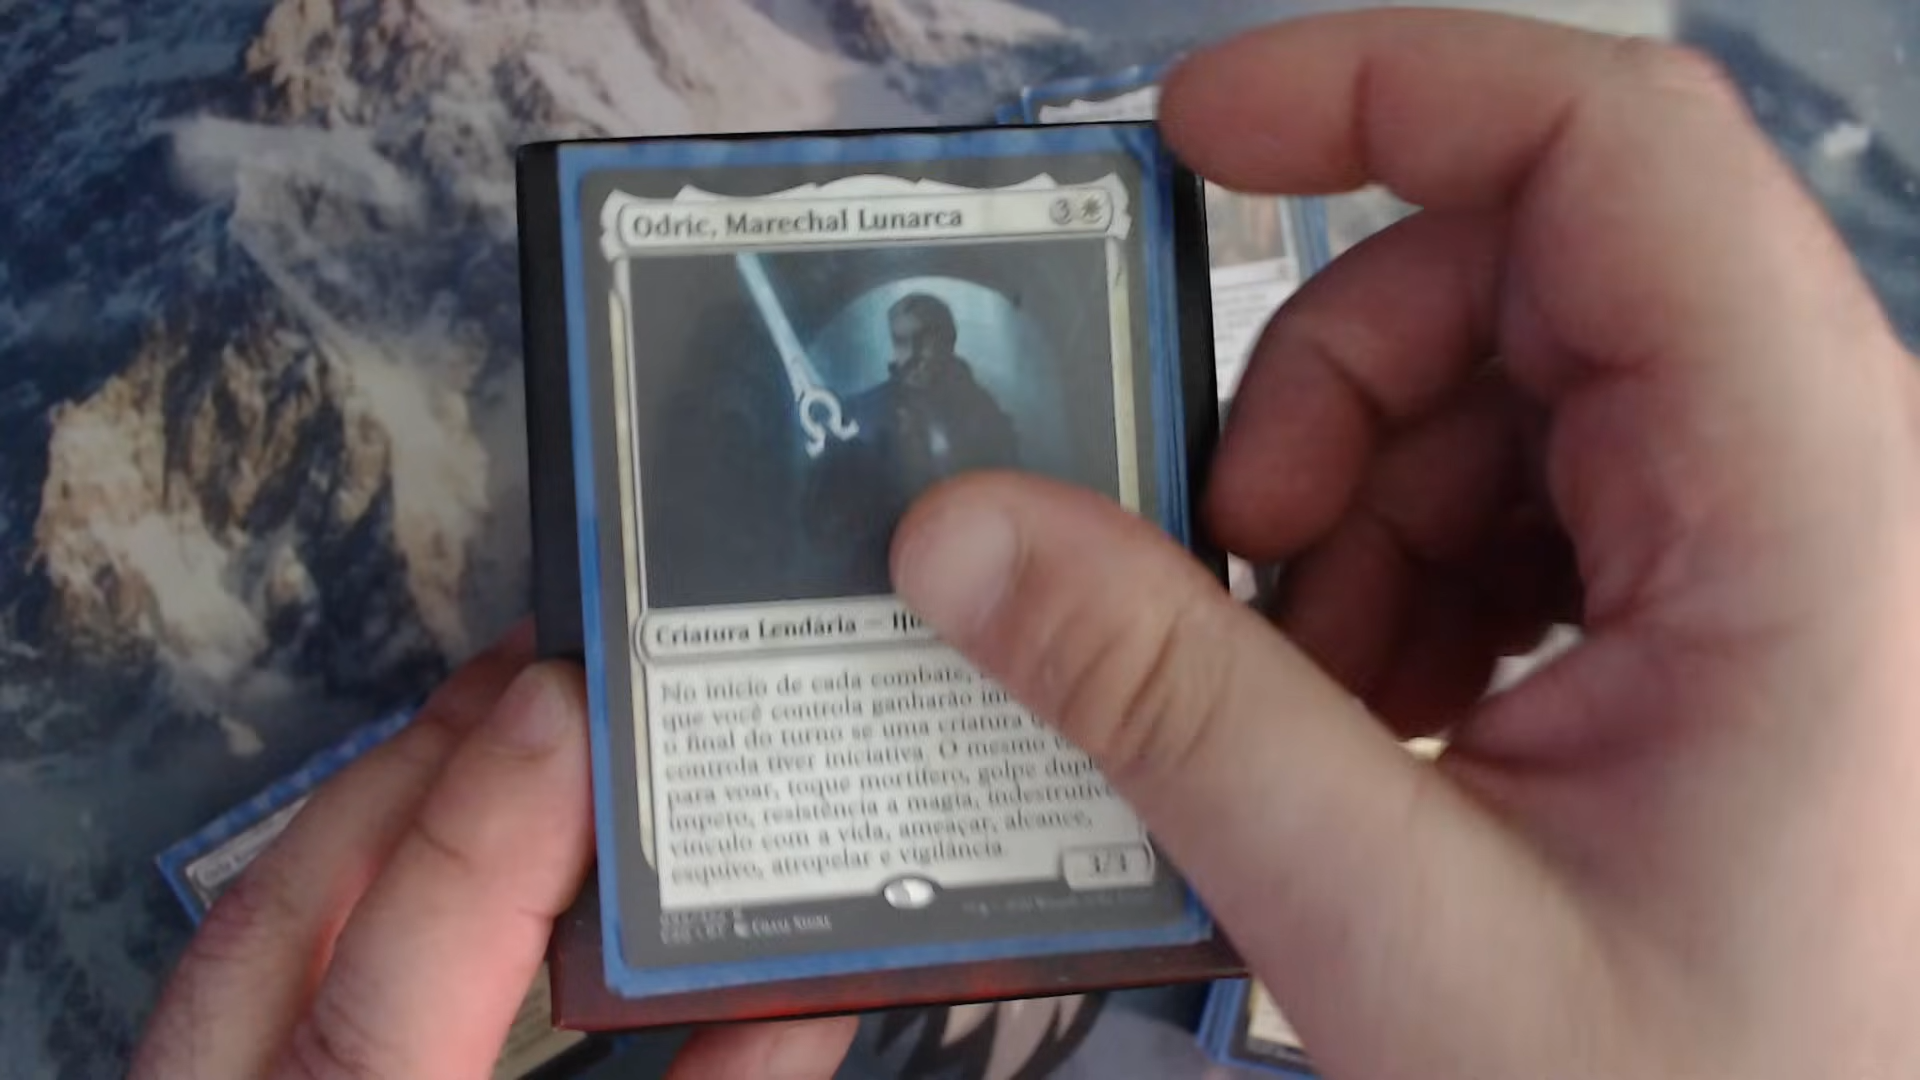 Odric, Marechal Lunarca 3
Criatura Lendária —
No início de cada combate,
que você controla ganharão
o final do turno se uma criatura
controla tiver iniciativa. O mesmo
para voar, toque mortífero, golpe
ímpeto, resistência a magia,
vínculo com a vida, ameaçar, alcance,
esquivo, atropelar e vigilância.
3/3